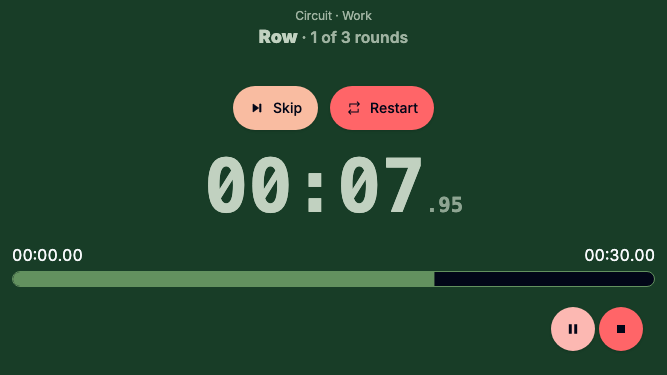 Circuit · Work
Row · 1 of 3 rounds
Skip
Restart
00:07.95
00:00.00
00:30.00